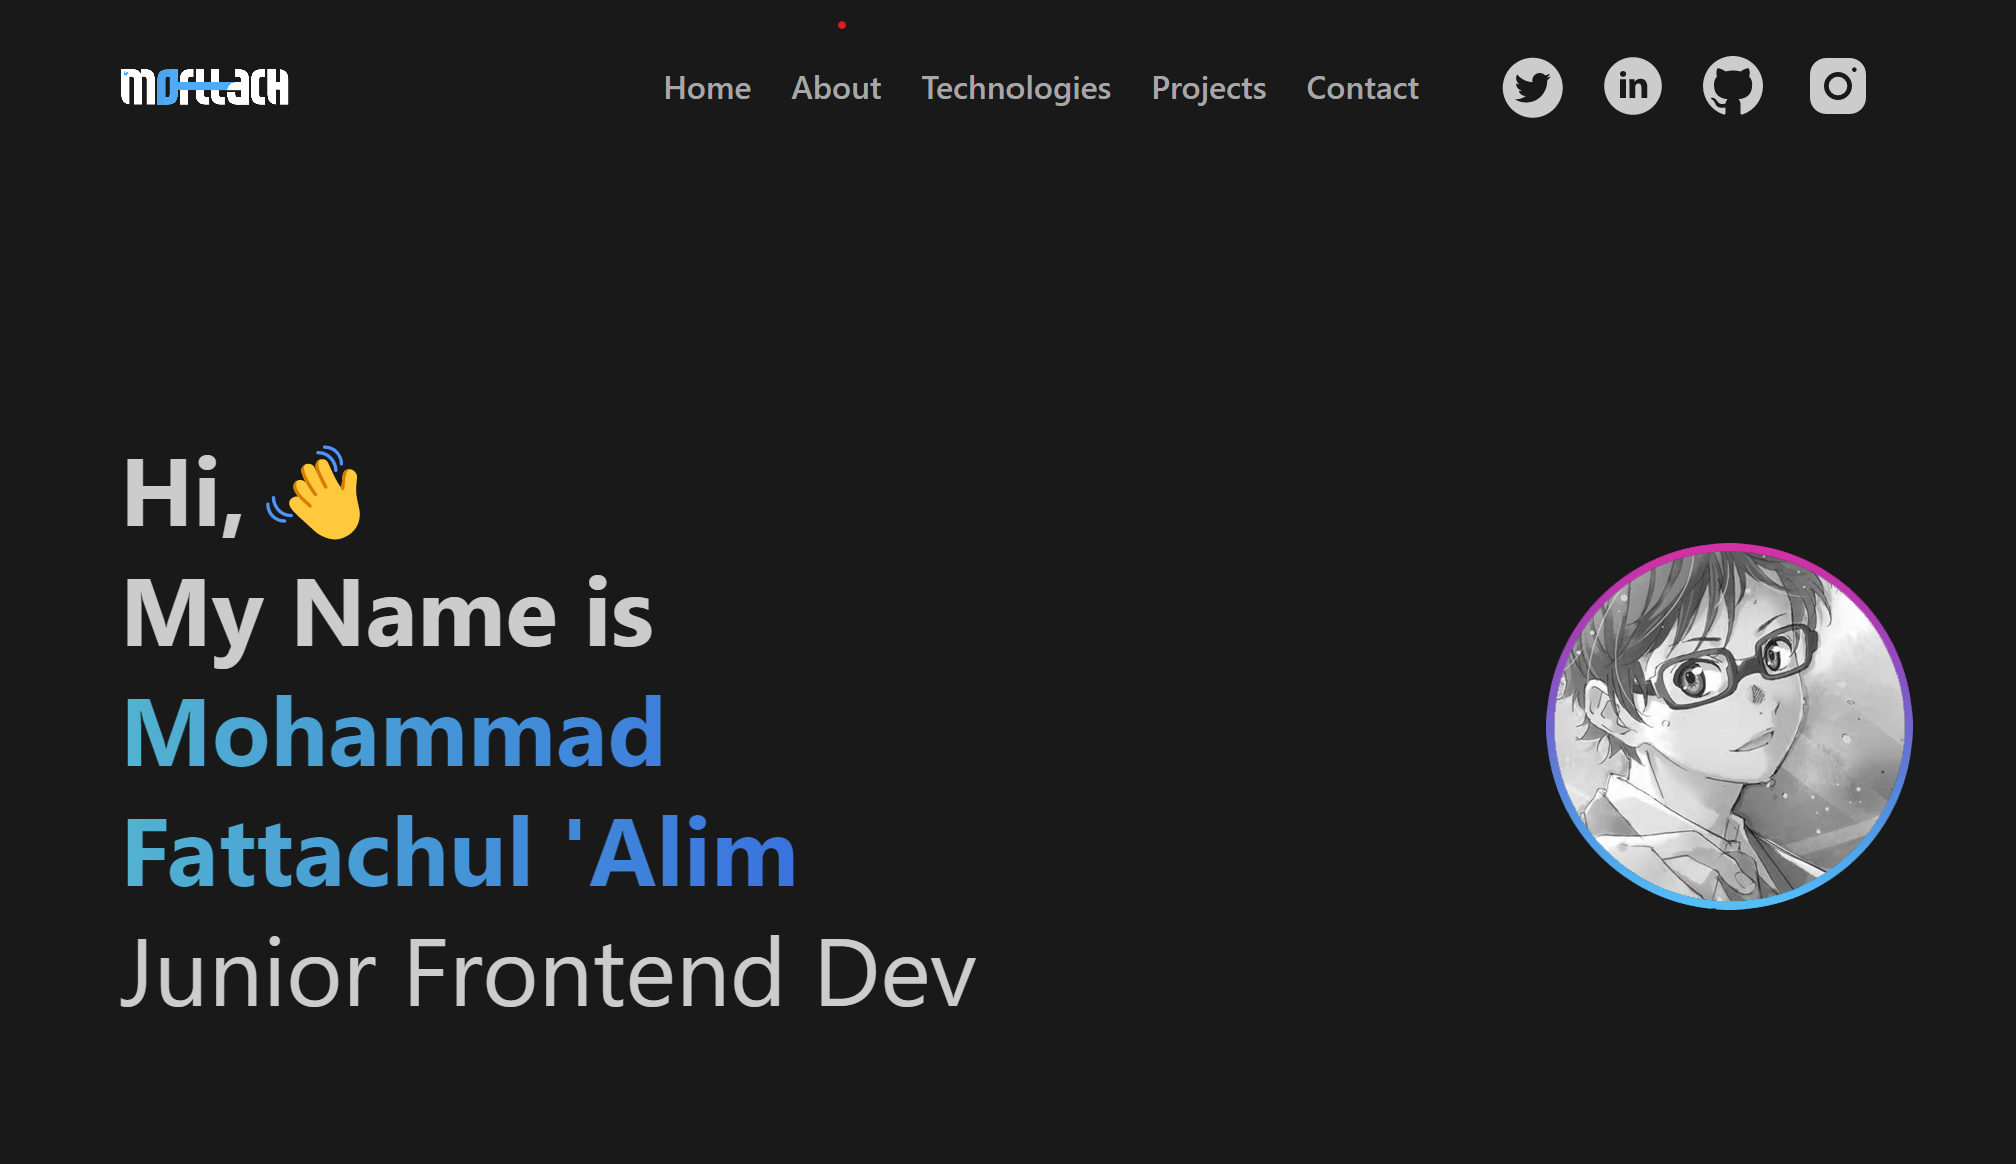 mofttach
Home About Technologies Projects Contact
in
Hi,
My Name is
Mohammad
Fattachul 'Alim
Junior Frontend Dev